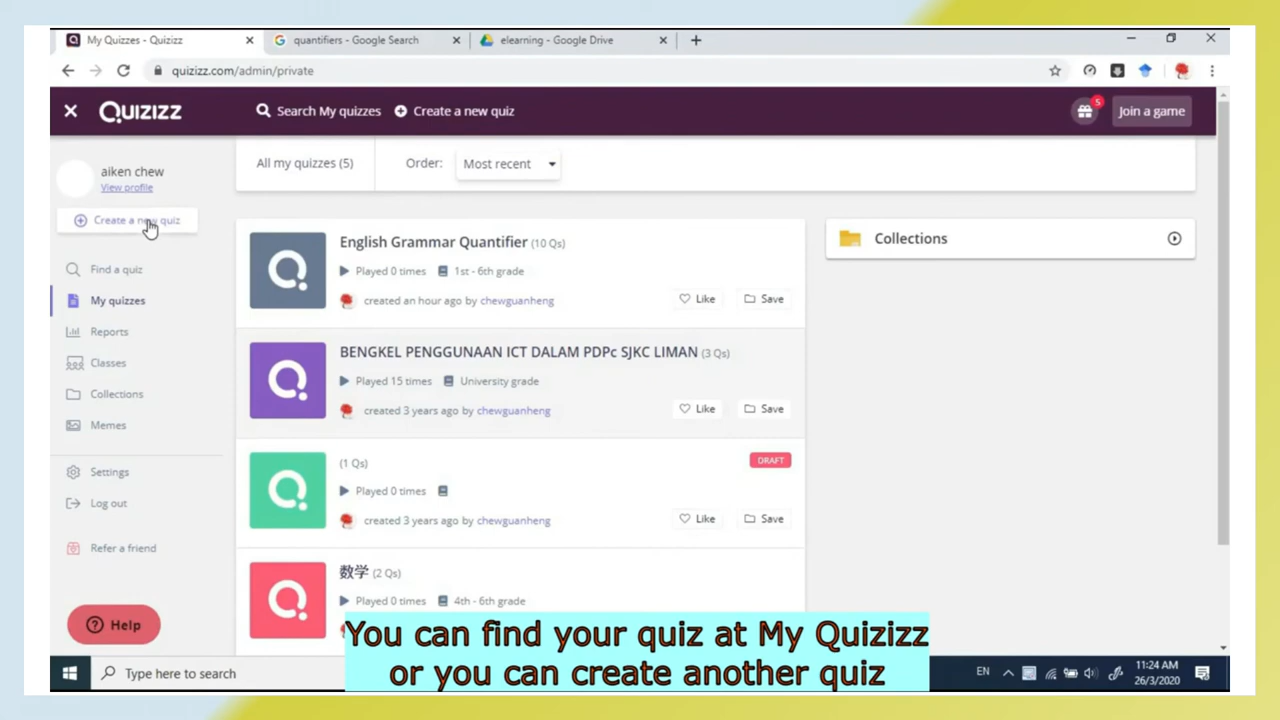 My Quizzes - Quizizz
quantifiers - Google Search
elearning - Google Drive
quizizz.com/admin/private
QUIZIZZ
Search My quizzes
Create a new quiz
5
Join a game
aiken chew
View profile
Create a new quiz
Find a quiz
My quizzes
Reports
Classes
Collections
Memes
Settings
Log out
Refer a friend
Help
All my quizzes (5)
Order:
Most recent
English Grammar Quantifier (10 Qs)
Played 0 times
1st - 6th grade
created an hour ago by chewguanheng
Like
Save
BENGKEL PENGGUNAAN ICT DALAM PDPc SJKC LIMAN (3 Qs)
Played 15 times
University grade
created 3 years ago by chewguanheng
Like
Save
(1 Qs)
DRAFT
Played 0 times
created 3 years ago by chewguanheng
Like
Save
数学 (2 Qs)
Played 0 times
4th - 6th grade
Collections
You can find your quiz at My Quizizz
or you can create another quiz
Type here to search
EN
11:24 AM
26/3/2020